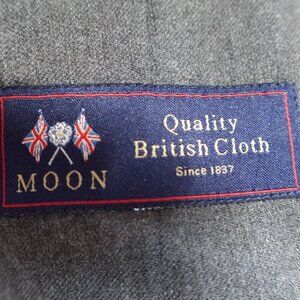 MOON
Quality
British Cloth
Since 1837